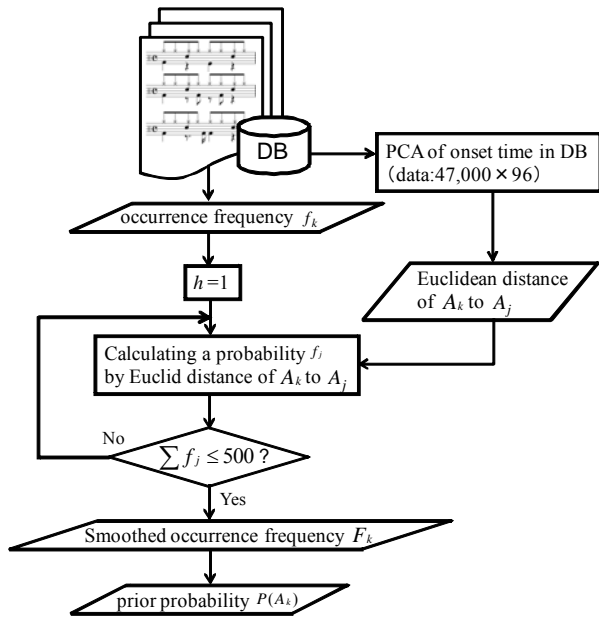 DB
PCA of onset time in DB
(data:47,000×96)
occurrence frequency f_k
Euclidean distance
of A_k to A_j
h=1
Calculating a probability f_j
by Euclid distance of A_k to A_j
No
∑ f_j ≤ 500 ?
Yes
Smoothed occurrence frequency F_k
prior probability P(A_k)